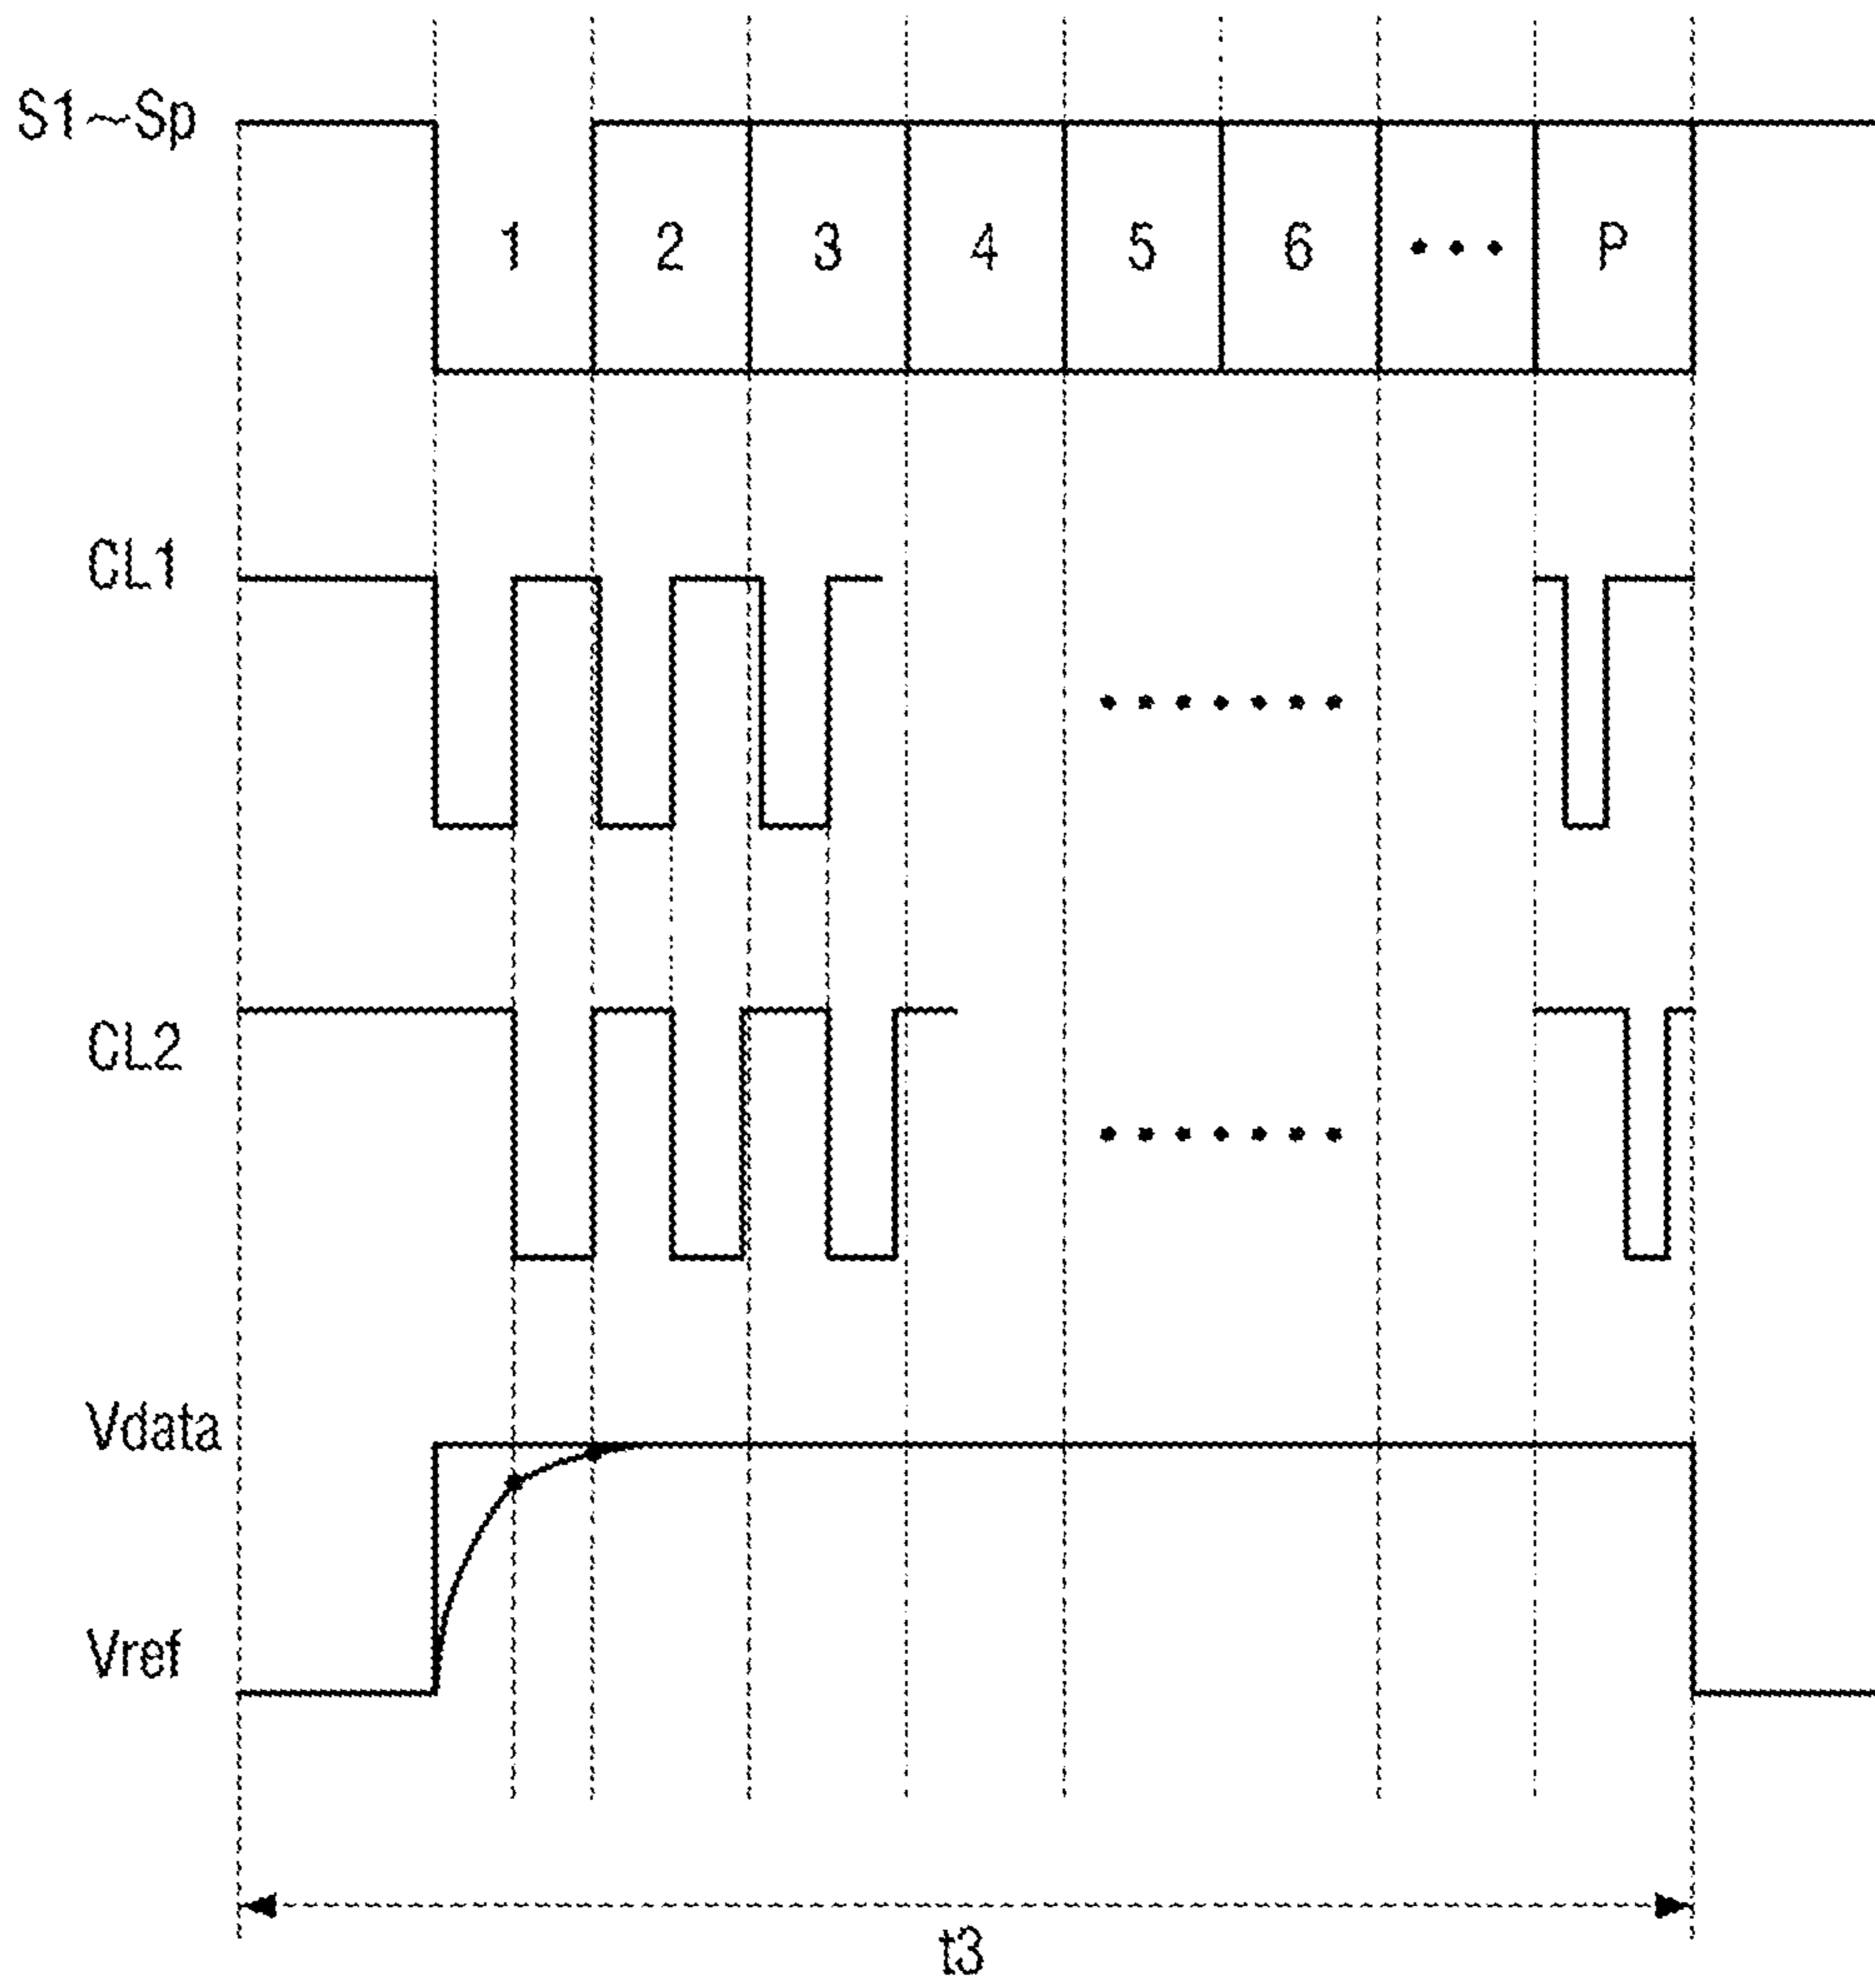 S1~Sp
1 2 3 4 5 6 ... P
CL1
.......
CL2
.......
Vdata
Vref
t3